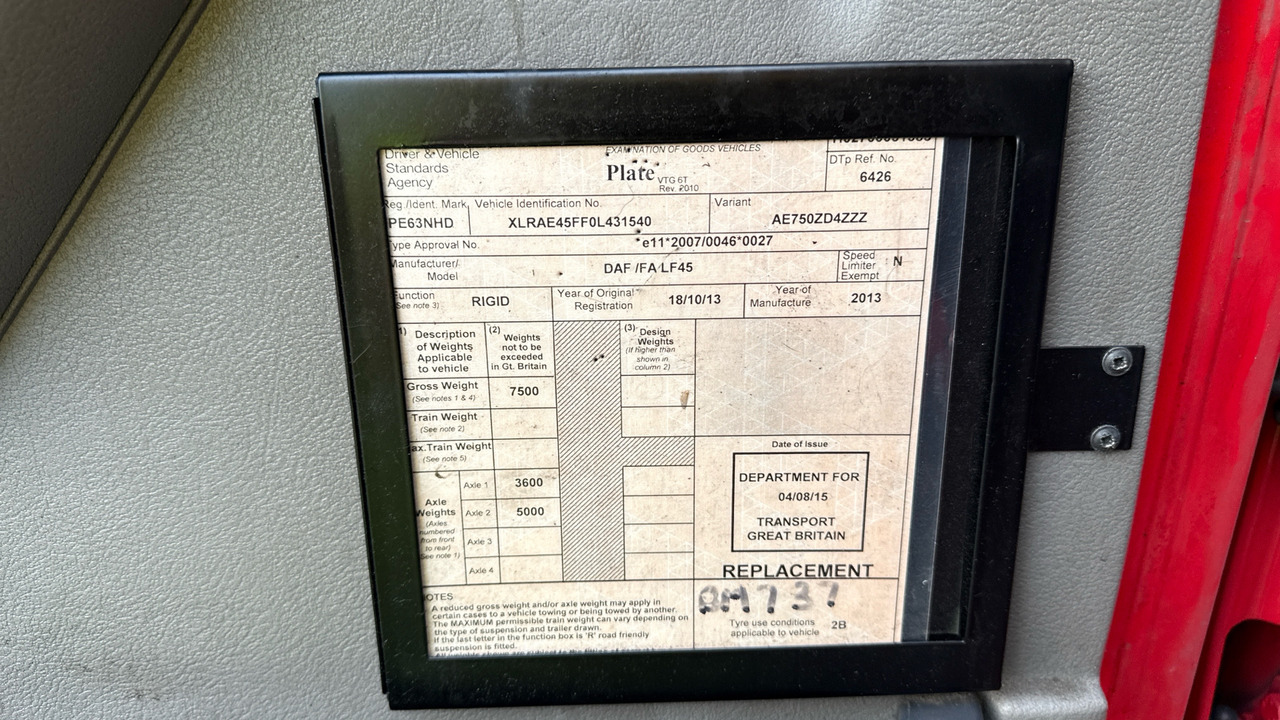 Driver & Vehicle
Standards
Agency
EXAMINATION OF GOODS VEHICLES
Plate VTG 6T
Rev. 2010
DTp Ref. No.
6426
Reg./Ident. Mark
PE63NHD
Vehicle Identification No.
XLRAE45FF0L431540
Variant
AE750ZD4ZZZ
Type Approval No.
*e11*2007/0046*0027
Manufacturer/
Model
DAF /FA LF45
Speed
Limiter
Exempt
N
Function
(See note 3)
RIGID
Year of Original
Registration
18/10/13
Year of
Manufacture
2013
(1) Description
of Weights
Applicable
to vehicle
(2)
Weights
not to be
exceeded
in Gt. Britain
(3) Design
Weights
(If higher than
shown in
column 2)
Gross Weight
(See notes 1 & 4)
7500
Train Weight
(See note 2)
Max.Train Weight
(See note 5)
Axle
Weights
(Axles
numbered
from front
to rear)
(See note 1)
Axle 1
3600
Axle 2
5000
Axle 3
Axle 4
Date of Issue
DEPARTMENT FOR
04/08/15
TRANSPORT
GREAT BRITAIN
REPLACEMENT
Tyre use conditions
applicable to vehicle
2B
NOTES
A reduced gross weight and/or axle weight may apply in
certain cases to a vehicle towing or being towed by another.
The MAXIMUM permissible train weight can vary depending on
the type of suspension and trailer drawn.
If the last letter in the function box is 'R' road friendly
suspension is fitted.